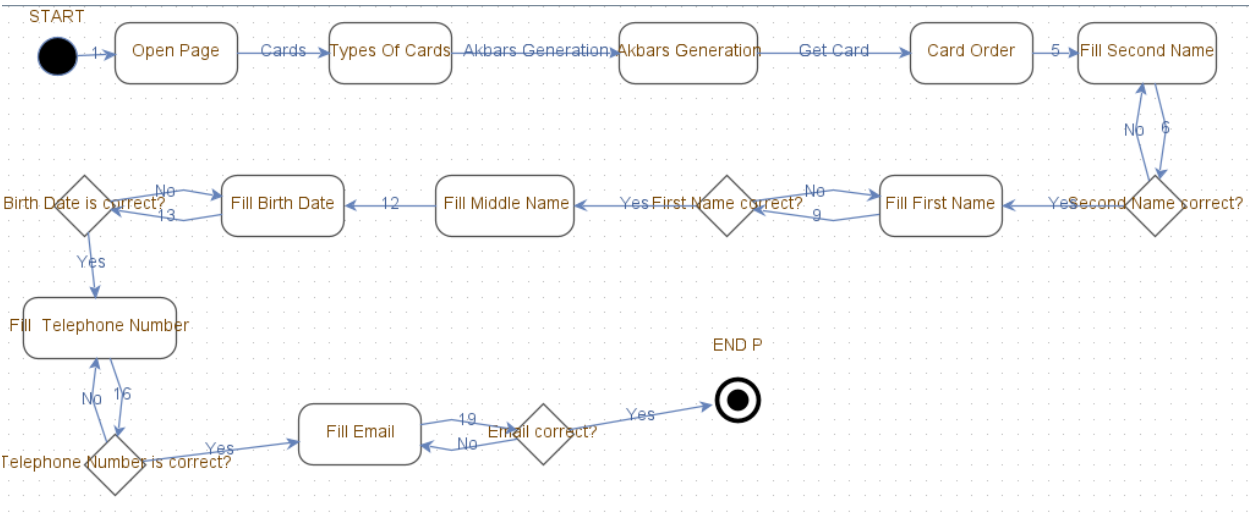 START
1
Open Page
Cards
Types Of Cards
Akbars Generation
Akbars Generation
Get Card
Card Order
5
Fill Second Name
No
6
Birth Date is correct?
No
13
Fill Birth Date
12
Fill Middle Name
Yes
First Name correct?
No
9
Fill First Name
Yes
Second Name correct?
Yes
Fill Telephone Number
No
16
Telephone Number is correct?
Yes
Fill Email
19
No
Email correct?
Yes
END P